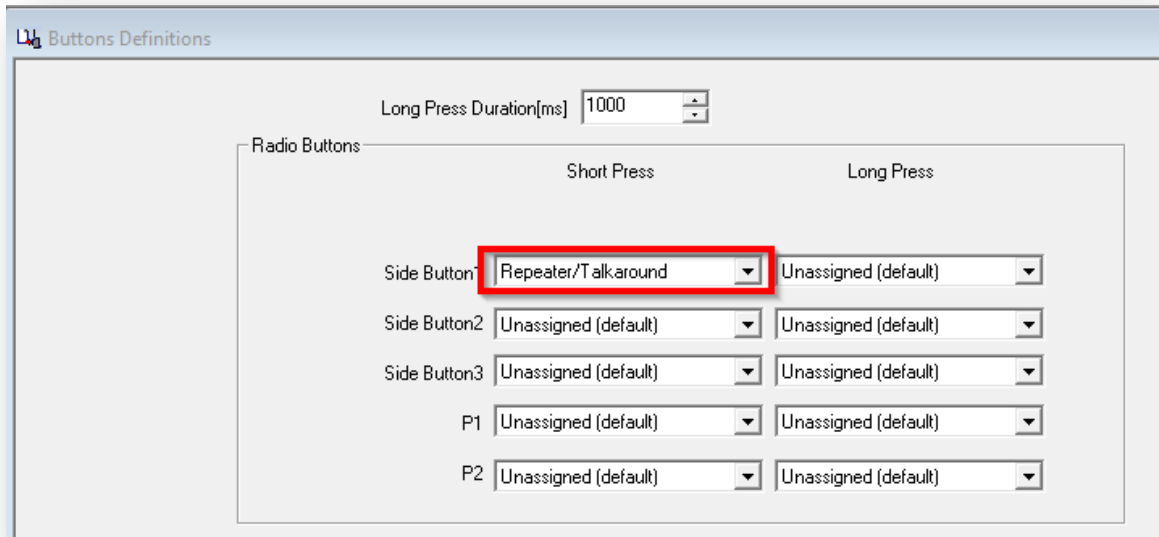 Buttons Definitions
Long Press Duration[ms] 1000
Radio Buttons
Short Press Long Press
Side Button1 Repeater/Talkaround Unassigned (default)
Side Button2 Unassigned (default) Unassigned (default)
Side Button3 Unassigned (default) Unassigned (default)
P1 Unassigned (default) Unassigned (default)
P2 Unassigned (default) Unassigned (default)